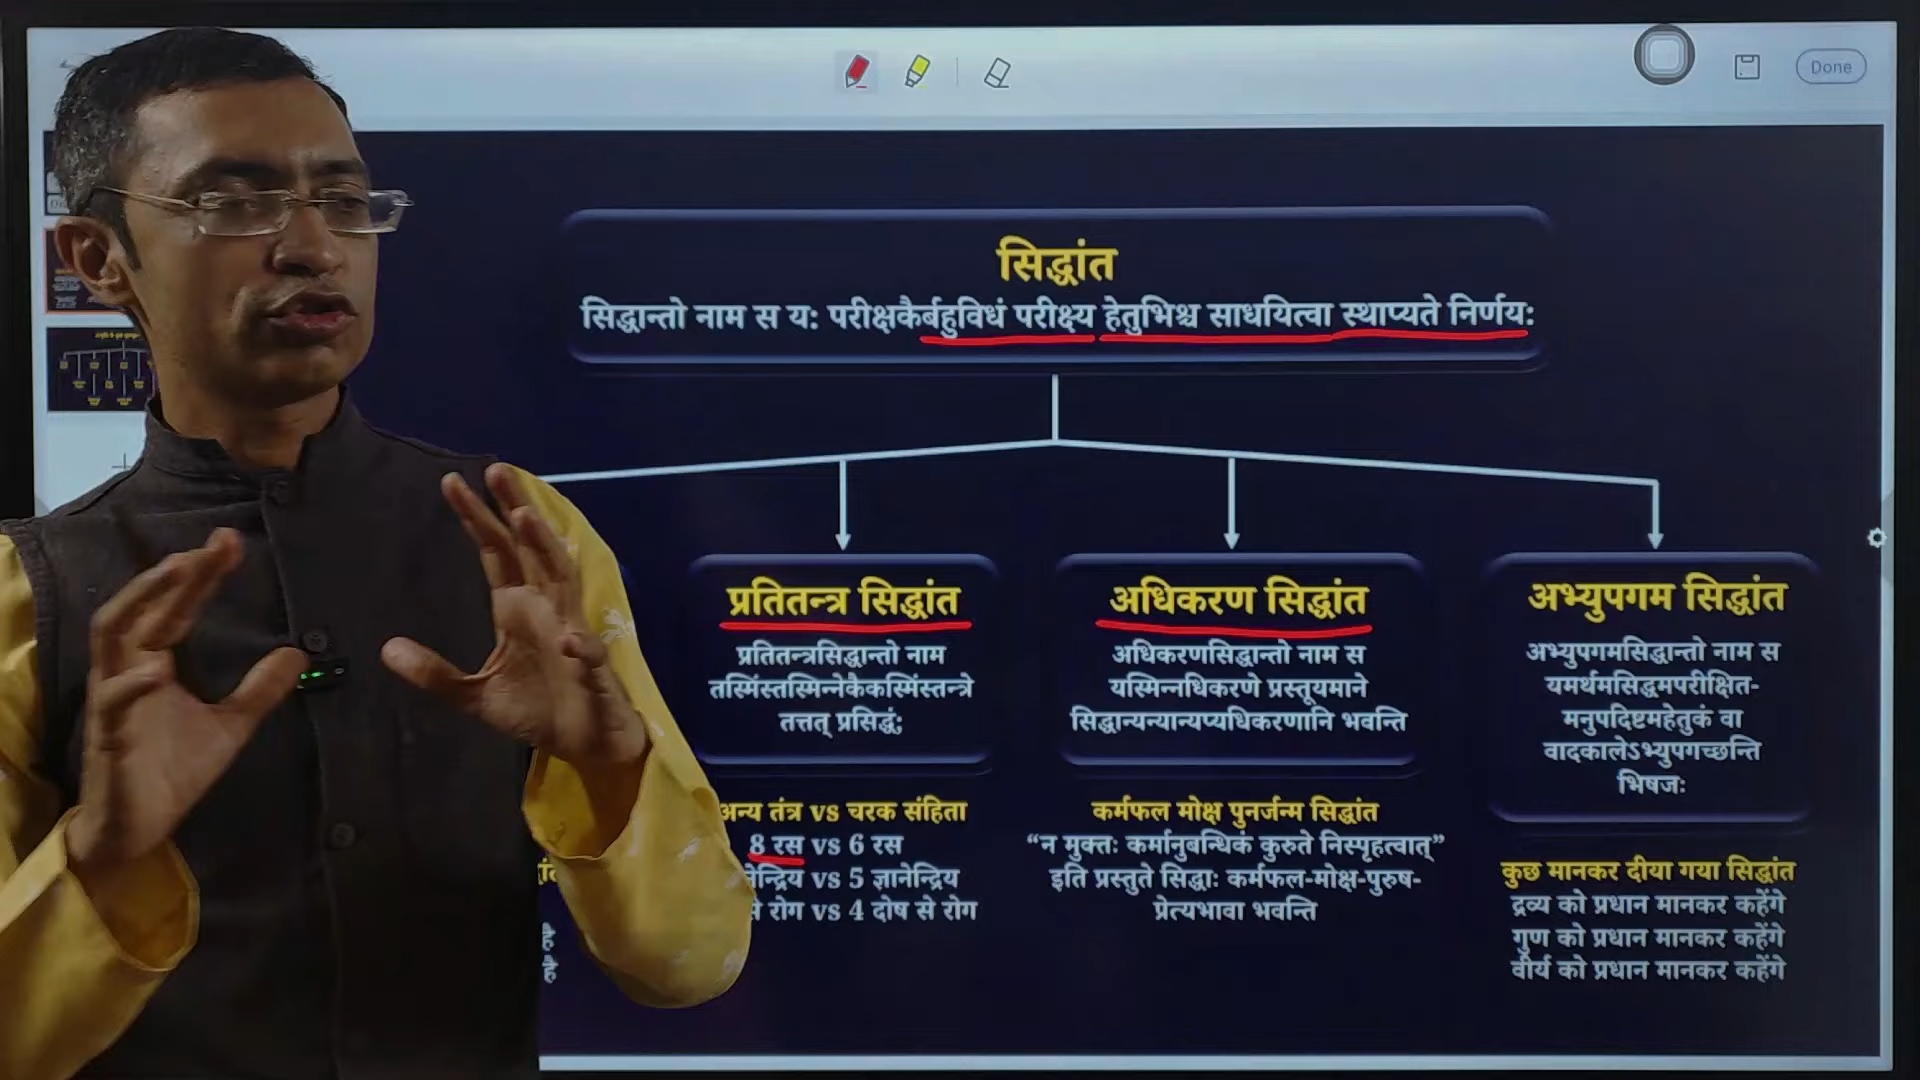 Done
सिद्धांत
सिद्धान्तो नाम स य: परीक्षकैर्बहुविधं परीक्ष्य हेतुभिश्च साधयित्वा स्थाप्यते निर्णय:
प्रतितन्त्र सिद्धांत
प्रतितन्त्रसिद्धान्तो नाम
तस्मिंस्तस्मिन्नेकैकस्मिंस्तन्त्रे
तत्तत् प्रसिद्धं;
अन्य तंत्र vs चरक संहिता
8 रस vs 6 रस
vs 5 ज्ञानेन्द्रिय
रोग vs 4 दोष से रोग
अधिकरण सिद्धांत
अधिकरणसिद्धान्तो नाम स
यस्मिन्नधिकरणे प्रस्तूयमाने
सिद्धान्यन्यान्यप्यधिकरणानि भवन्ति
कर्मफल मोक्ष पुनर्जन्म सिद्धांत
“न मुक्तः कर्मानुबन्धिकं कुरुते निस्पृहत्वात्”
इति प्रस्तुते सिद्धाः कर्मफल-मोक्ष-पुरुष-
प्रेत्यभावा भवन्ति
अभ्युपगम सिद्धांत
अभ्युपगमसिद्धान्तो नाम स
यमर्थमसिद्धमपरीक्षित-
मनुपदिष्टमहेतुकं वा
वादकालेऽभ्युपगच्छन्ति
भिषजः
कुछ मानकर दीया गया सिद्धांत
द्रव्य को प्रधान मानकर कहेंगे
गुण को प्रधान मानकर कहेंगे
वीर्य को प्रधान मानकर कहेंगे